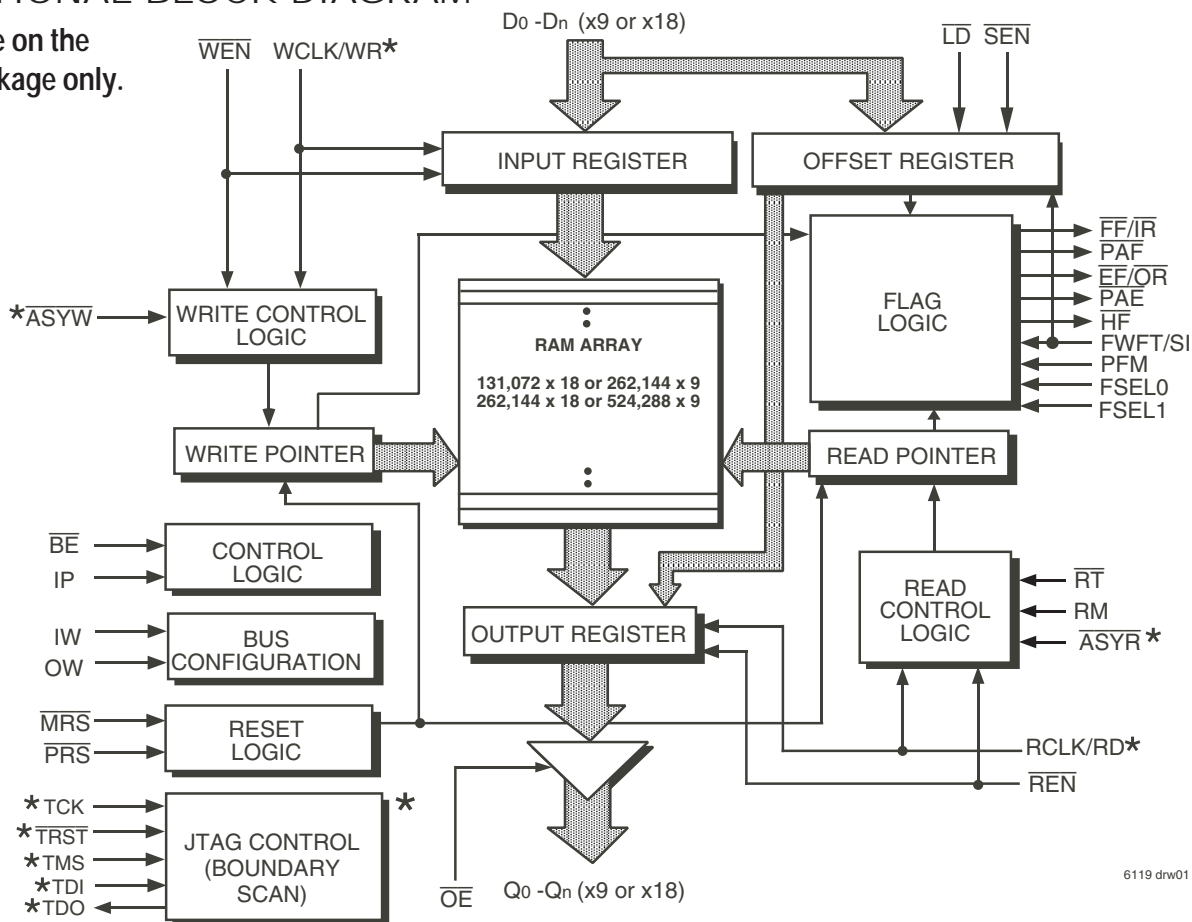 D0 -Dn (x9 or x18)
WEN
WCLK/WR*
LD
SEN
e on the
kage only.
INPUT REGISTER
OFFSET REGISTER
*ASYW
WRITE CONTROL
LOGIC
RAM ARRAY
131,072 x 18 or 262,144 x 9
262,144 x 18 or 524,288 x 9
FLAG
LOGIC
FF/IR
PAF
EF/OR
PAE
HF
FWFT/SI
PFM
FSEL0
FSEL1
WRITE POINTER
READ POINTER
BE
IP
CONTROL
LOGIC
IW
OW
BUS
CONFIGURATION
OUTPUT REGISTER
READ
CONTROL
LOGIC
RT
RM
ASYR*
MRS
PRS
RESET
LOGIC
RCLK/RD*
REN
*TCK
*TRST
*TMS
*TDI
*TDO
JTAG CONTROL
(BOUNDARY
SCAN)
*
OE
Q0 -Qn (x9 or x18)
6119 drw01